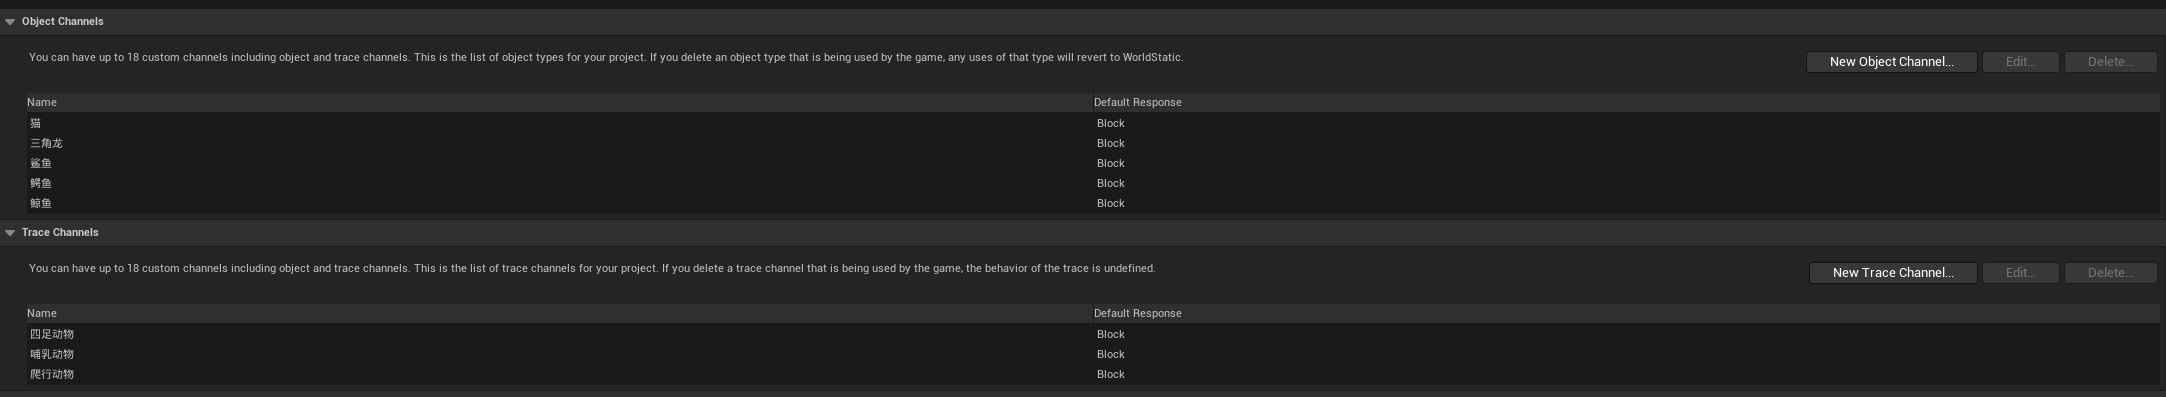 Object Channels
You can have up to 18 custom channels including object and trace channels. This is the list of object types for your project. If you delete an object type that is being used by the game, any uses of that type will revert to WorldStatic.
New Object Channel... Edit... Delete...
Name Default Response
猫 Block
三角龙 Block
鲨鱼 Block
鳄鱼 Block
鲸鱼 Block
Trace Channels
You can have up to 18 custom channels including object and trace channels. This is the list of trace channels for your project. If you delete a trace channel that is being used by the game, the behavior of the trace is undefined.
New Trace Channel... Edit... Delete...
Name Default Response
四足动物 Block
哺乳动物 Block
爬行动物 Block